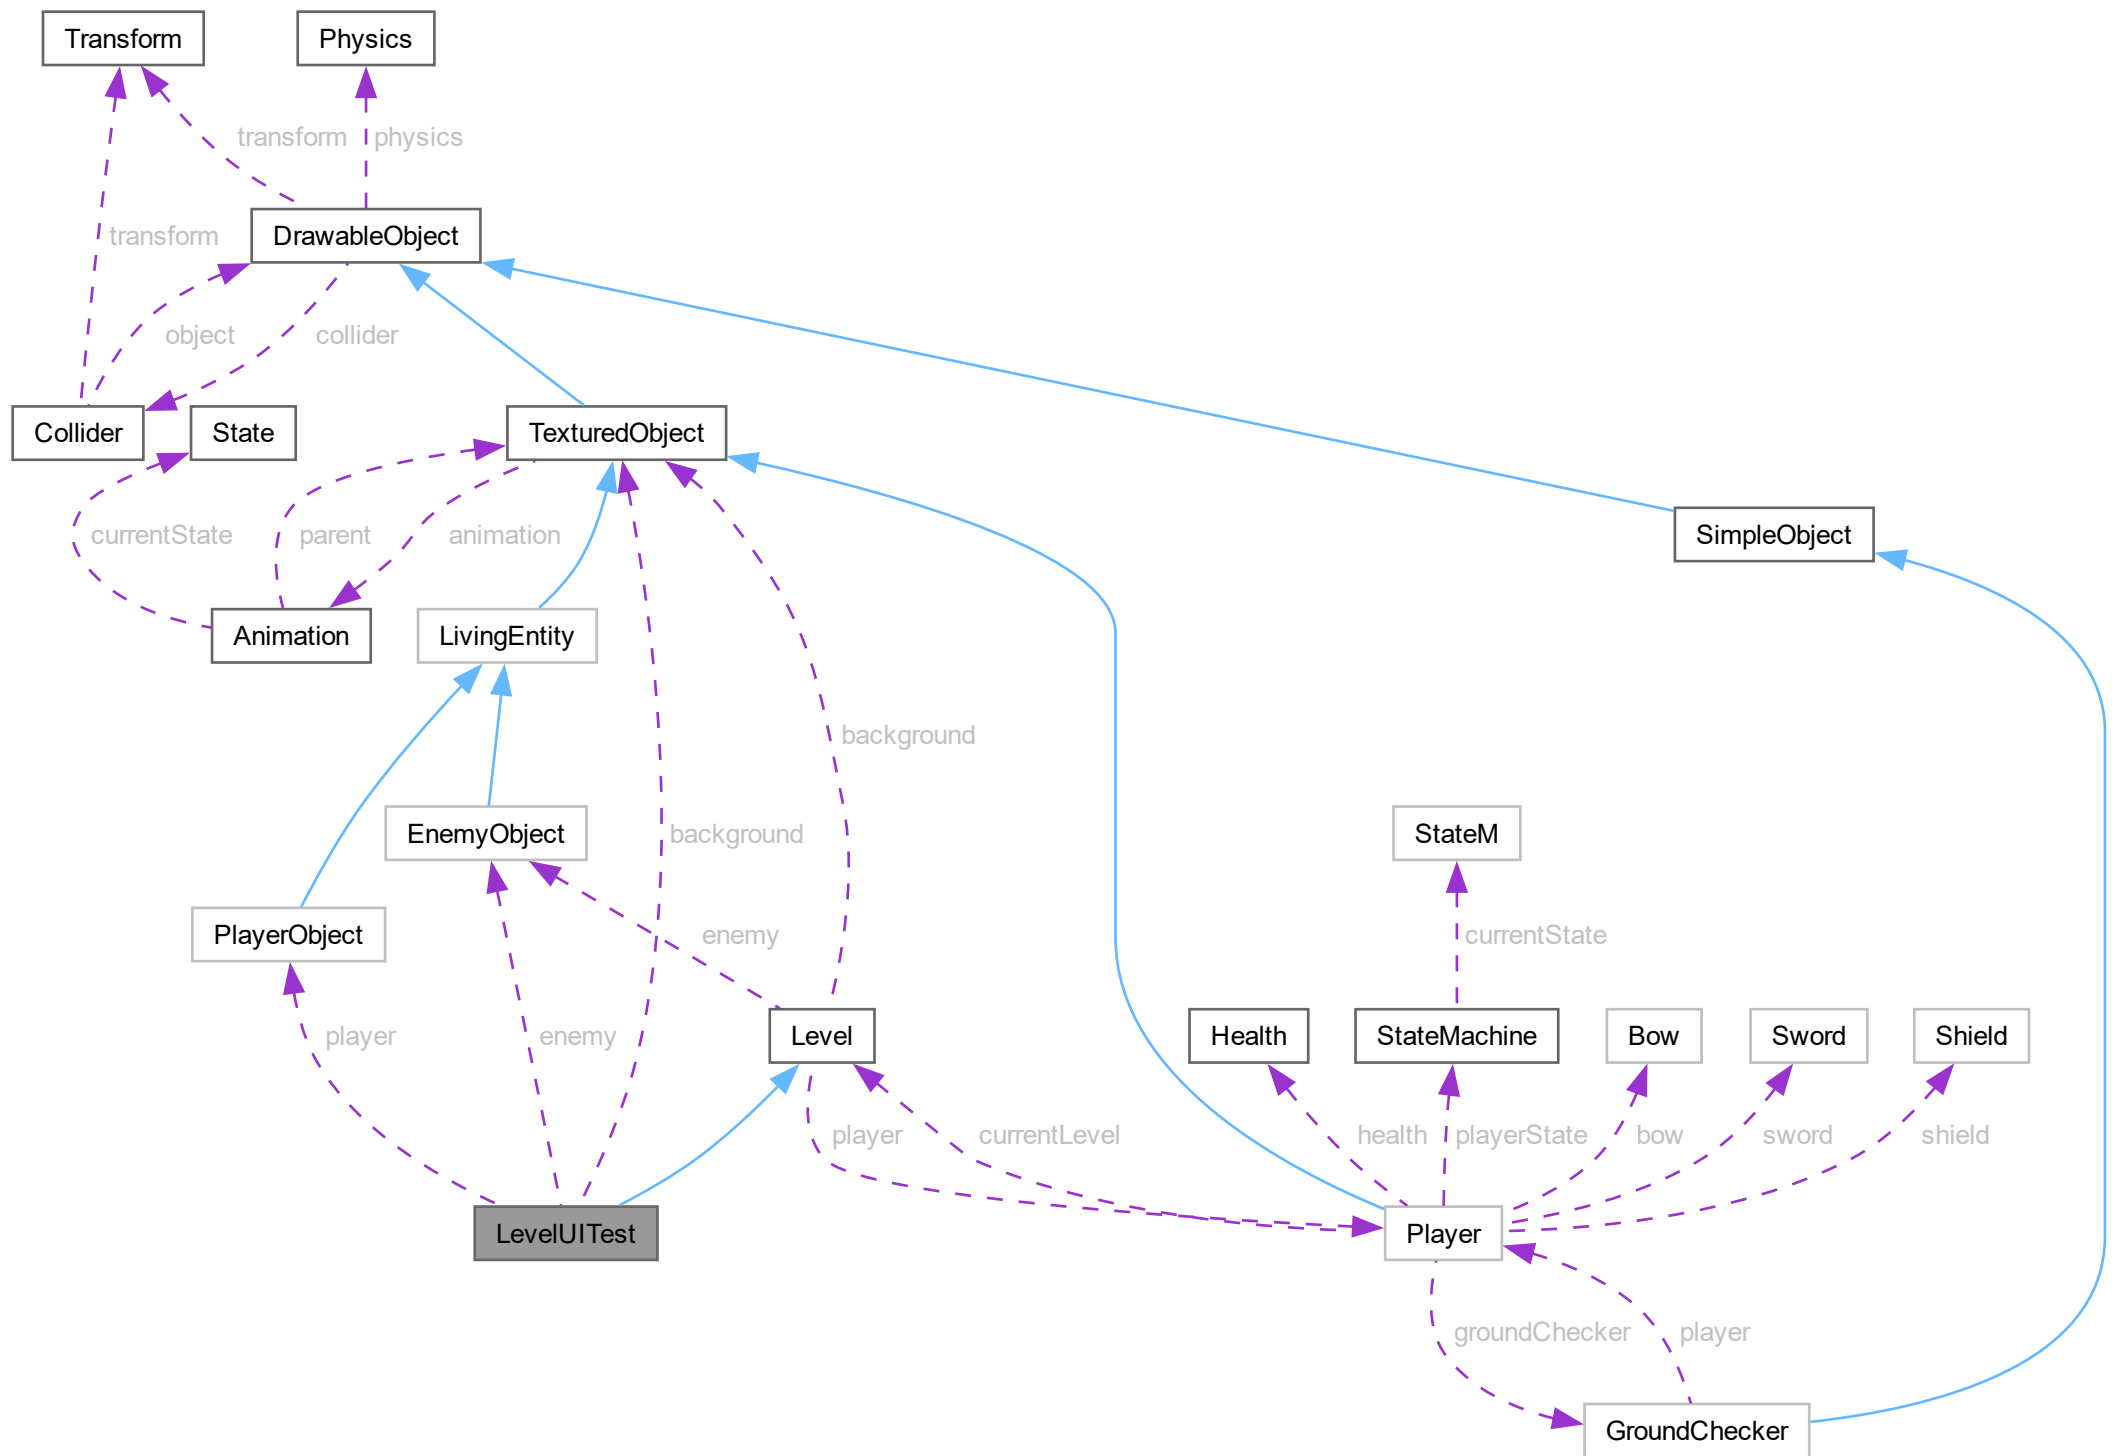 Transform
Physics
transform
physics
transform
DrawableObject
object
collider
Collider
State
TexturedObject
currentState
parent
animation
SimpleObject
Animation
LivingEntity
background
EnemyObject
background
StateM
PlayerObject
enemy
currentState
player
enemy
Level
Health
StateMachine
Bow
Sword
Shield
player
currentLevel
health
playerState
bow
sword
shield
LevelUITest
Player
groundChecker
player
GroundChecker